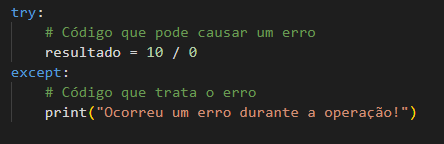 try:
    # Código que pode causar um erro
    resultado = 10 / 0
except:
    # Código que trata o erro
    print("Ocorreu um erro durante a operação!")